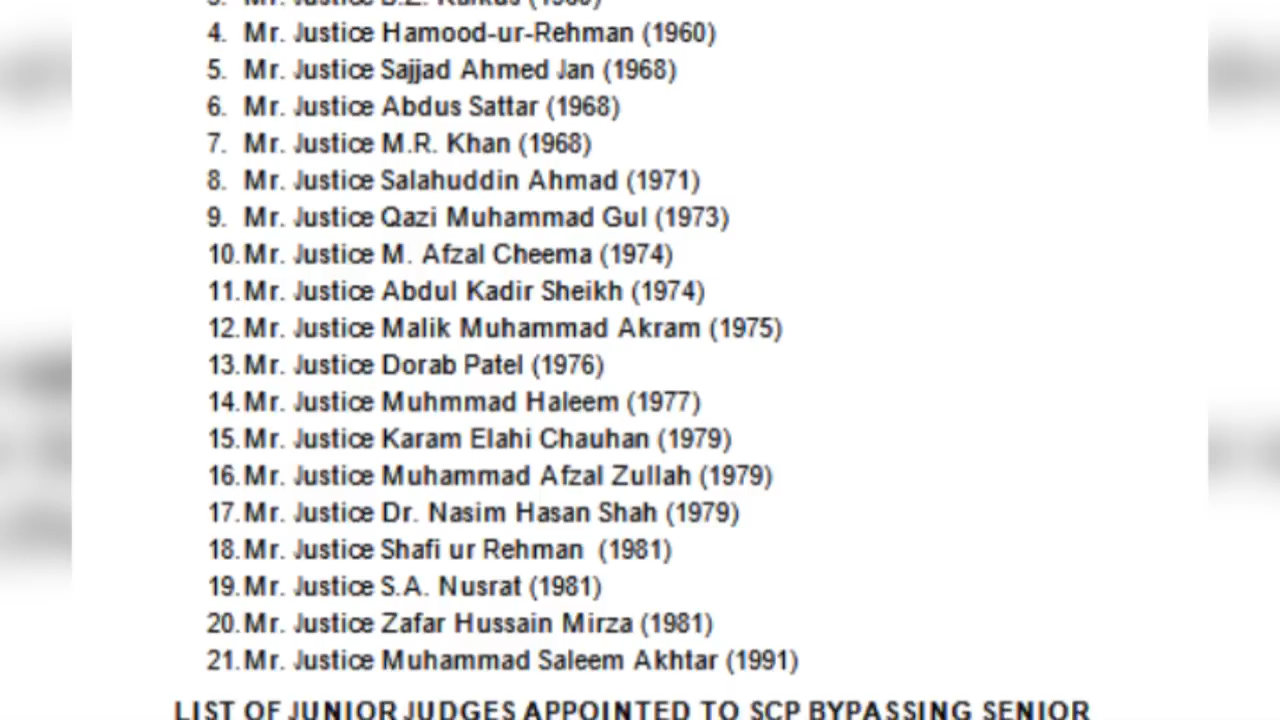 3. Mr. Justice B.Z. Kaikus (1960)
4. Mr. Justice Hamood-ur-Rehman (1960)
5. Mr. Justice Sajjad Ahmed Jan (1968)
6. Mr. Justice Abdus Sattar (1968)
7. Mr. Justice M.R. Khan (1968)
8. Mr. Justice Salahuddin Ahmad (1971)
9. Mr. Justice Qazi Muhammad Gul (1973)
10. Mr. Justice M. Afzal Cheema (1974)
11. Mr. Justice Abdul Kadir Sheikh (1974)
12. Mr. Justice Malik Muhammad Akram (1975)
13. Mr. Justice Dorab Patel (1976)
14. Mr. Justice Muhmmad Haleem (1977)
15. Mr. Justice Karam Elahi Chauhan (1979)
16. Mr. Justice Muhammad Afzal Zullah (1979)
17. Mr. Justice Dr. Nasim Hasan Shah (1979)
18. Mr. Justice Shafi ur Rehman (1981)
19. Mr. Justice S.A. Nusrat (1981)
20. Mr. Justice Zafar Hussain Mirza (1981)
21. Mr. Justice Muhammad Saleem Akhtar (1991)
LIST OF JUNIOR JUDGES APPOINTED TO SCP BYPASSING SENIOR